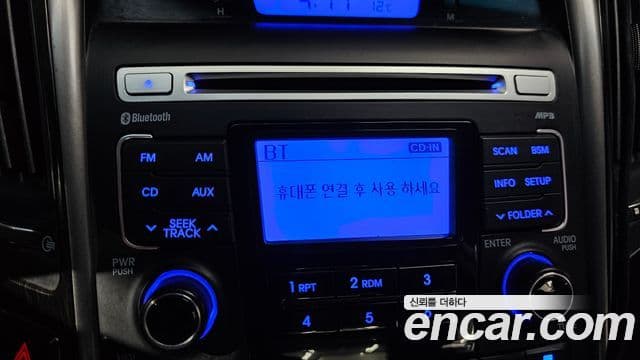 H
12℃
Bluetooth
MP3
FM AM
CD AUX
SEEK
TRACK
BT CD-IN
휴대폰 연결 후 사용 하세요
SCAN BSM
INFO SETUP
FOLDER
PWR
PUSH
ENTER
AUDIO
PUSH
1 RPT 2 RDM 3
4 5
신뢰를 더하다
encar.com